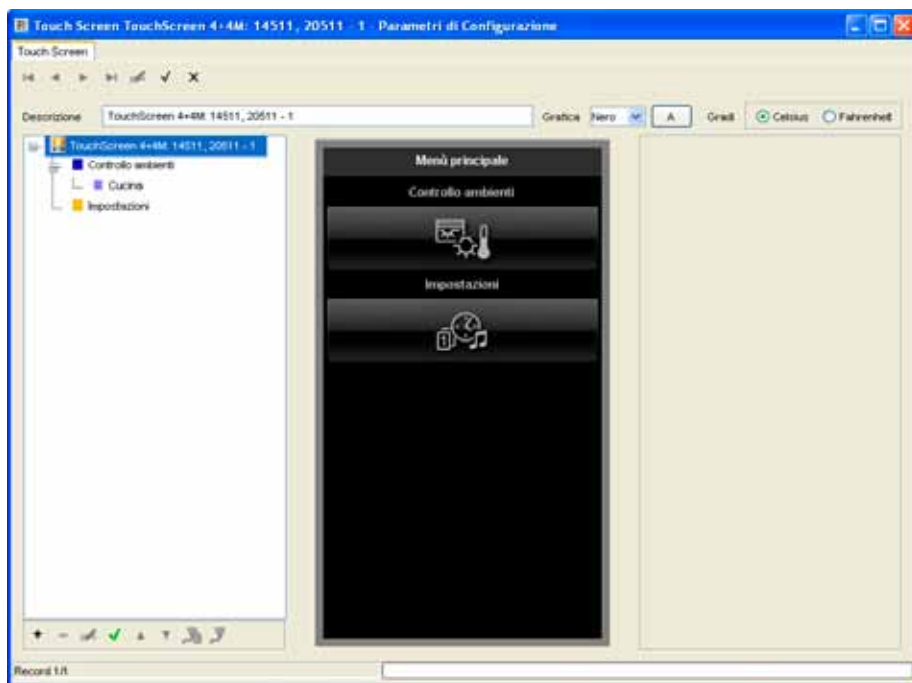 Touch Screen TouchScreen 4+4M: 14511, 20511 - 1 - Parametri di Configurazione
Touch Screen
Descrizione TouchScreen 4+4M: 14511, 20511 - 1 Grafica Nero A Gradi Celsius Fahrenheit
TouchScreen 4+4M: 14511, 20511 - 1
Controllo ambienti
Cucina
Impostazioni
Menù principale
Controllo ambienti
Impostazioni
Record 1/1